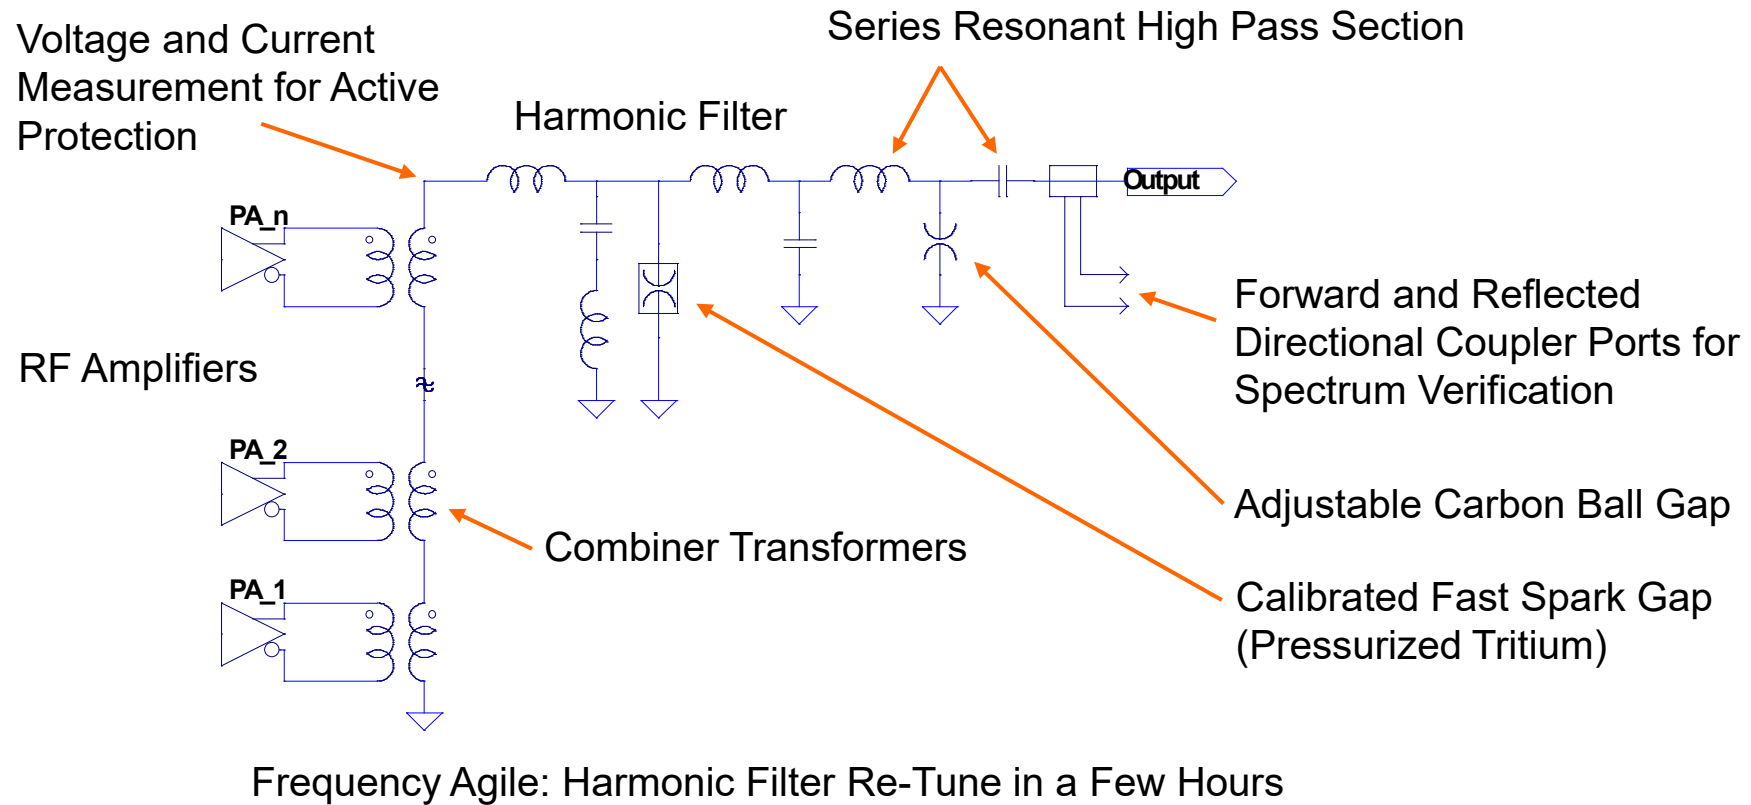 Voltage and Current
Measurement for Active
Protection
Series Resonant High Pass Section
Harmonic Filter
Output
PA_n
Forward and Reflected
Directional Coupler Ports for
Spectrum Verification
RF Amplifiers
PA_2
Adjustable Carbon Ball Gap
Combiner Transformers
PA_1
Calibrated Fast Spark Gap
(Pressurized Tritium)
Frequency Agile: Harmonic Filter Re-Tune in a Few Hours